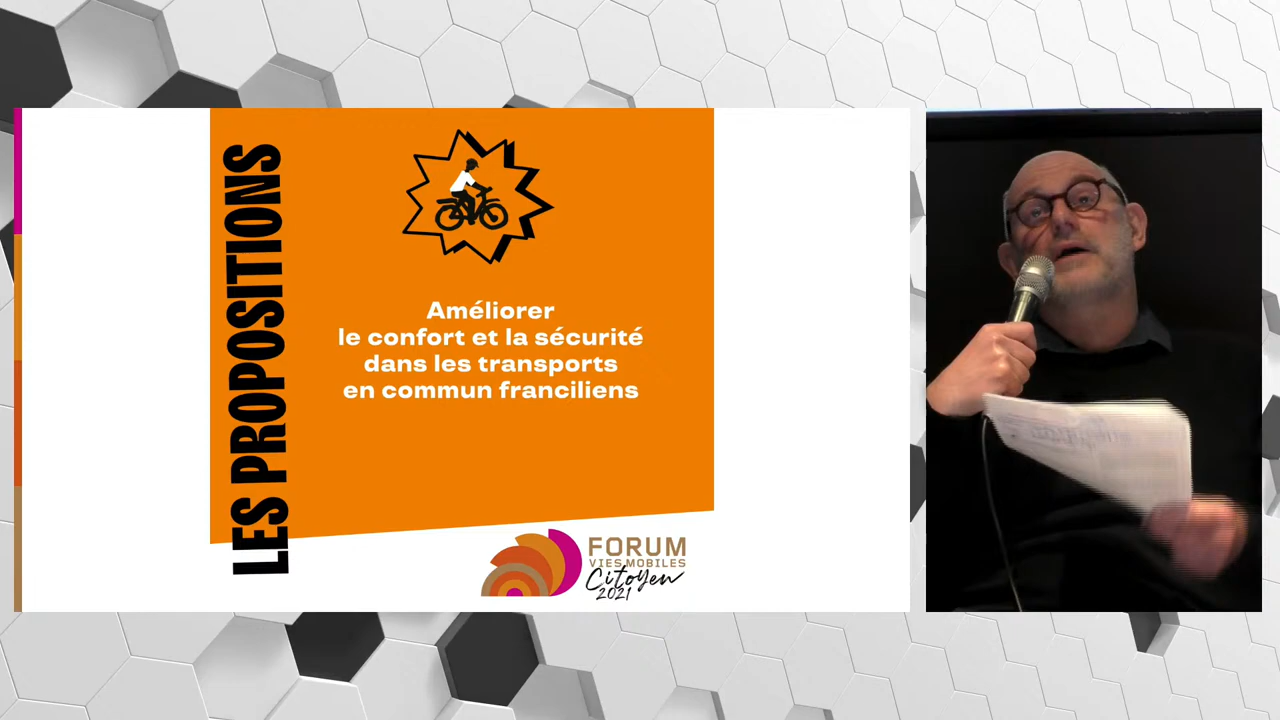 LES PROPOSITIONS
Améliorer
le confort et la sécurité
dans les transports
en commun franciliens
FORUM
VIES MOBILES
Citoyen
2021